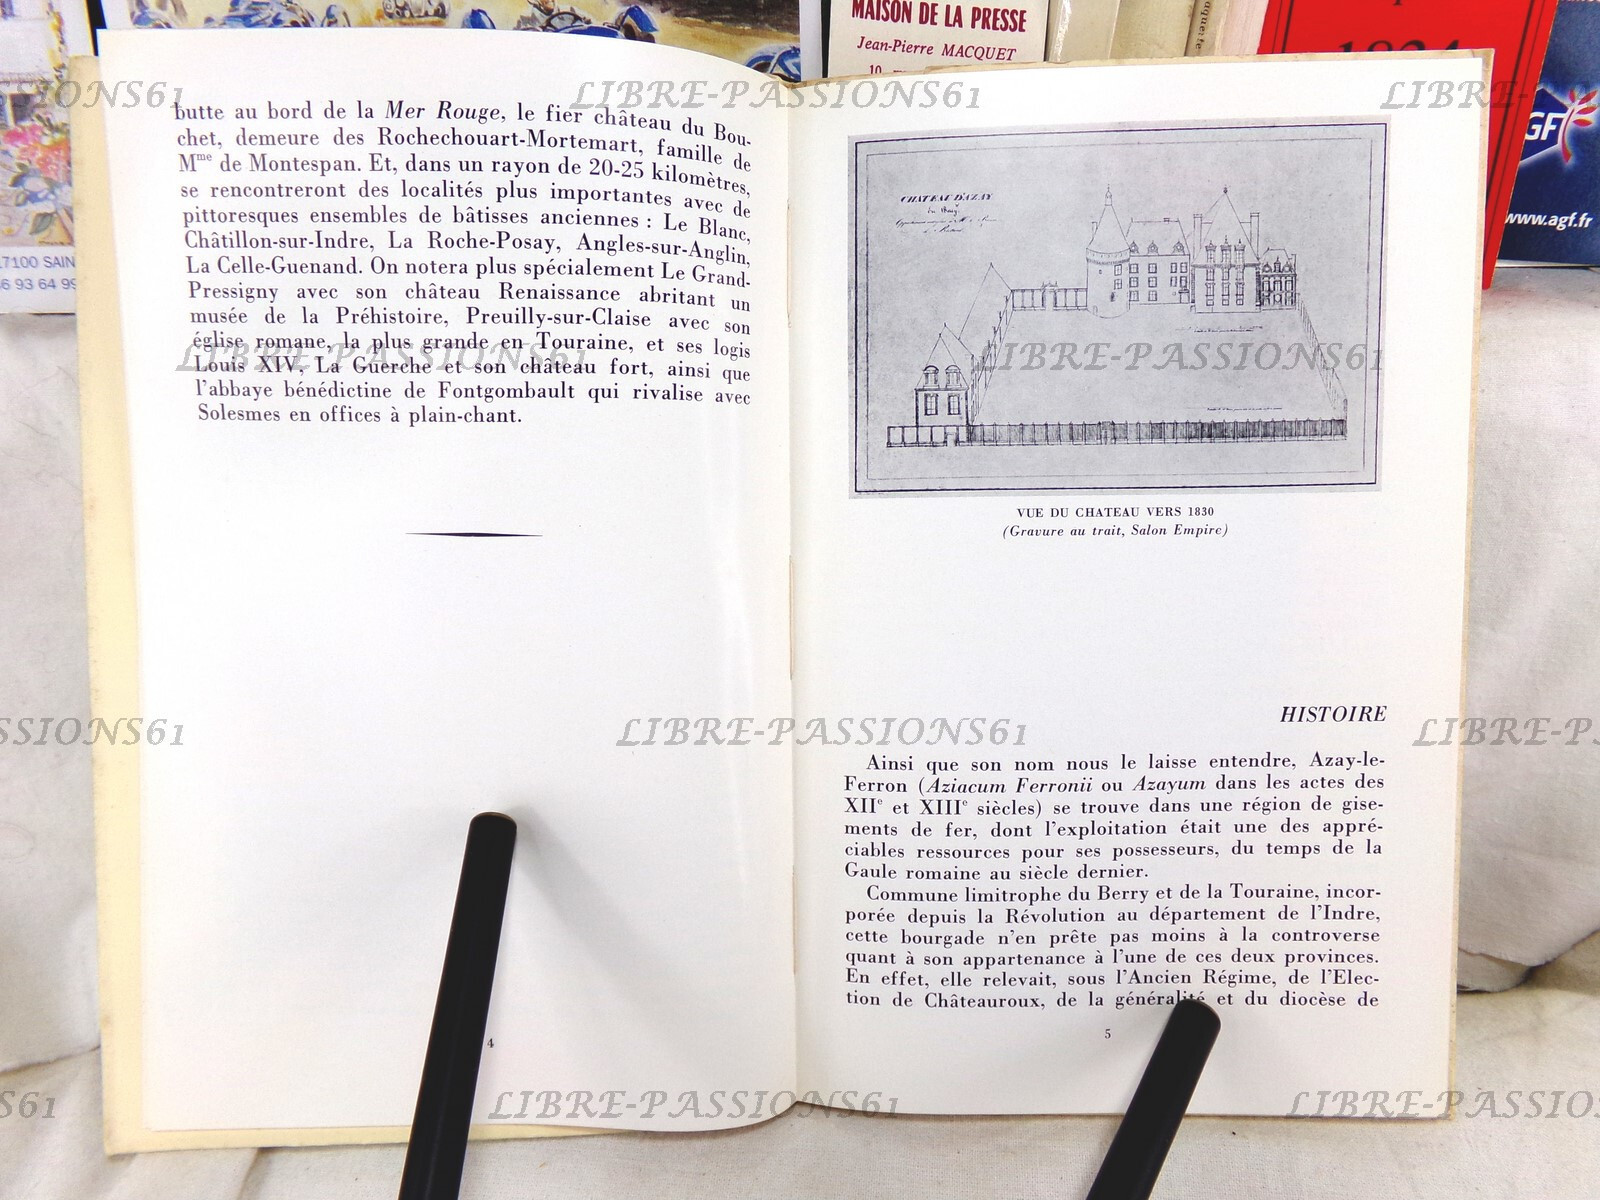 MAISON DE LA PRESSE
Jean-Pierre MACQUET
17100 SAIN
AGF
www.agf.fr
butte au bord de la Mer Rouge, le fier château du Bou-
chet, demeure des Rochechouart-Mortemart, famille de
Mme de Montespan. Et, dans un rayon de 20-25 kilomètres,
se rencontreront des localités plus importantes avec de
pittoresques ensembles de bâtisses anciennes : Le Blanc,
Châtillon-sur-Indre, La Roche-Posay, Angles-sur-Anglin,
La Celle-Guenand. On notera plus spécialement Le Grand-
Pressigny avec son château Renaissance abritant un
musée de la Préhistoire, Preuilly-sur-Claise avec son
église romane, la plus grande en Touraine, et ses logis
Louis XIV, La Guerche et son château fort, ainsi que
l'abbaye bénédictine de Fontgombault qui rivalise avec
Solesmes en offices à plain-chant.
4
CHATEAU D'AZAY
VUE DU CHATEAU VERS 1830
(Gravure au trait, Salon Empire)
HISTOIRE
Ainsi que son nom nous le laisse entendre, Azay-le-
Ferron (Aziacum Ferronii ou Azayum dans les actes des
XIIe et XIIIe siècles) se trouve dans une région de gise-
ments de fer, dont l'exploitation était une des appré-
ciables ressources pour ses possesseurs, du temps de la
Gaule romaine au siècle dernier.
Commune limitrophe du Berry et de la Touraine, incor-
porée depuis la Révolution au département de l'Indre,
cette bourgade n'en prête pas moins à la controverse
quant à son appartenance à l'une de ces deux provinces.
En effet, elle relevait, sous l'Ancien Régime, de l'Elec-
tion de Châteauroux, de la généralité et du diocèse de
5
LIBRE-PASSIONS61
LIBRE-PASSIONS61
LIBRE-PASSIONS61
LIBRE-PASSIONS61
LIBRE-PASSIONS61